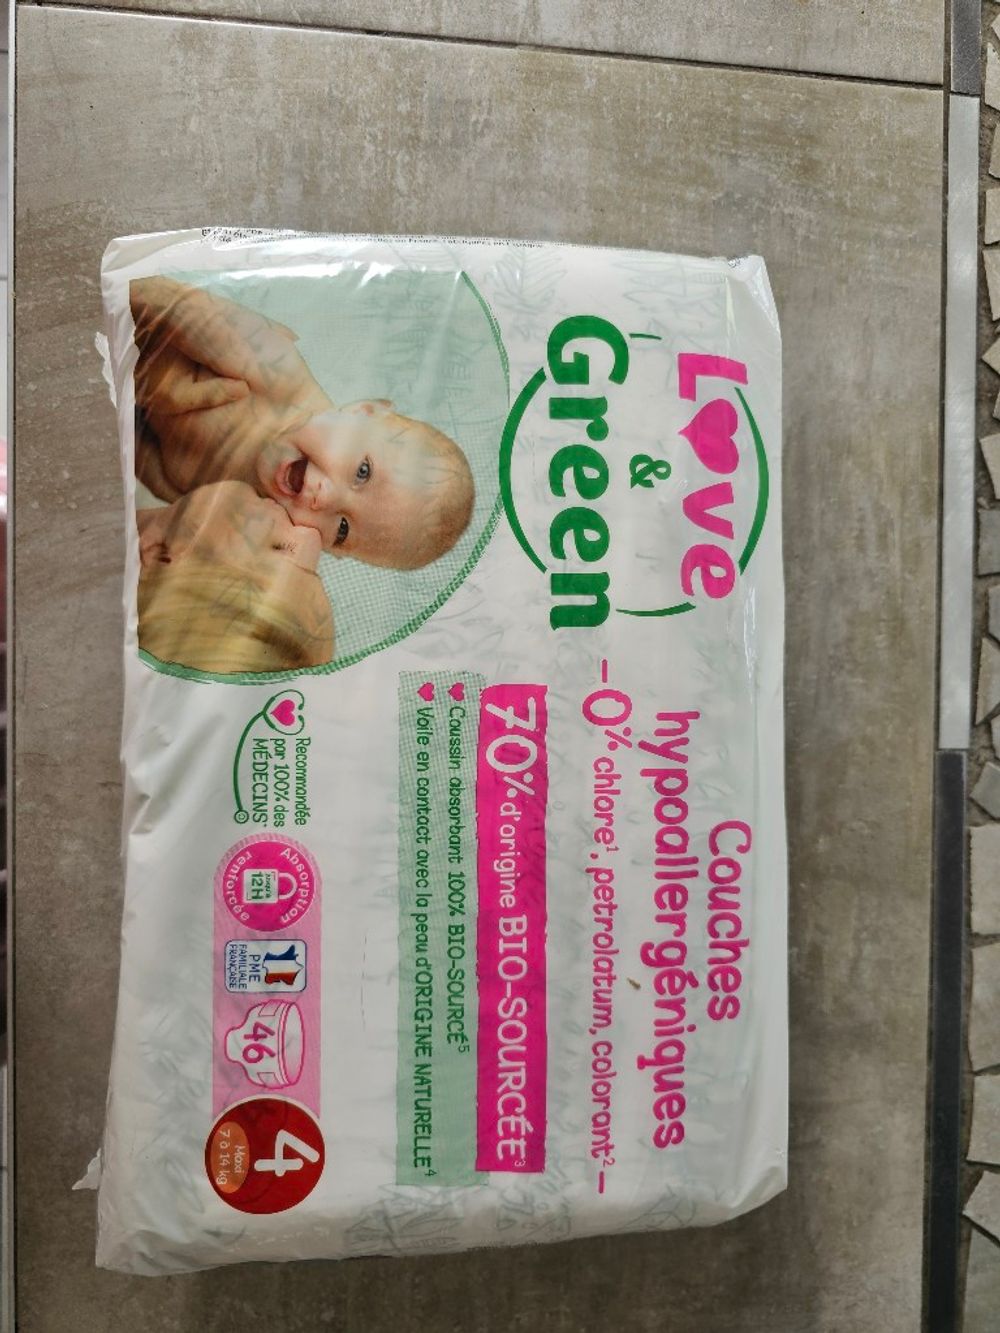 Love
&
Green
Couches
hypoallergéniques
-0% chlore¹, petrolatum, colorant²-
70% d'origine BIO-SOURCÉE³
Coussin absorbant 100% BIO-SOURCÉ⁵
Voile en contact avec la peau d'ORIGINE NATURELLE⁴
Recommandée
par 100% des
MÉDECINS*
Absorption
Jusqu'à
12H
renforcée
PME
FAMILIALE
FRANÇAISE
46
4
Maxi
7 à 14 kg